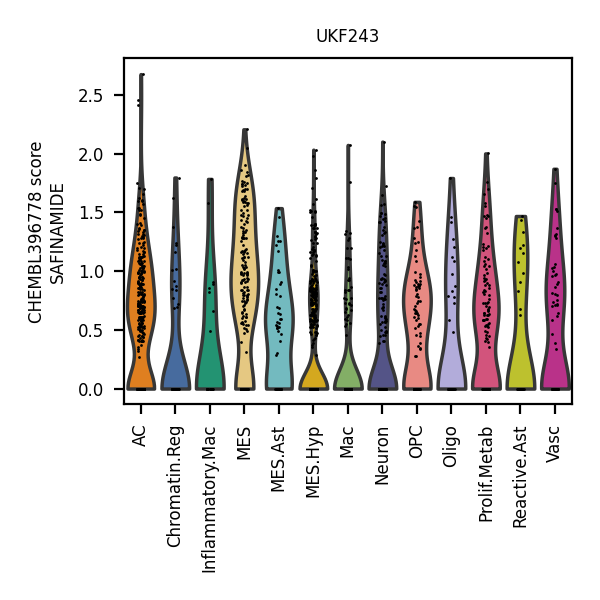 UKF243
CHEMBL396778 score
SAFINAMIDE
2.5
2.0
1.5
1.0
0.5
0.0
AC
Chromatin.Reg
Inflammatory.Mac
MES
MES.Ast
MES.Hyp
Mac
Neuron
OPC
Oligo
Prolif.Metab
Reactive.Ast
Vasc